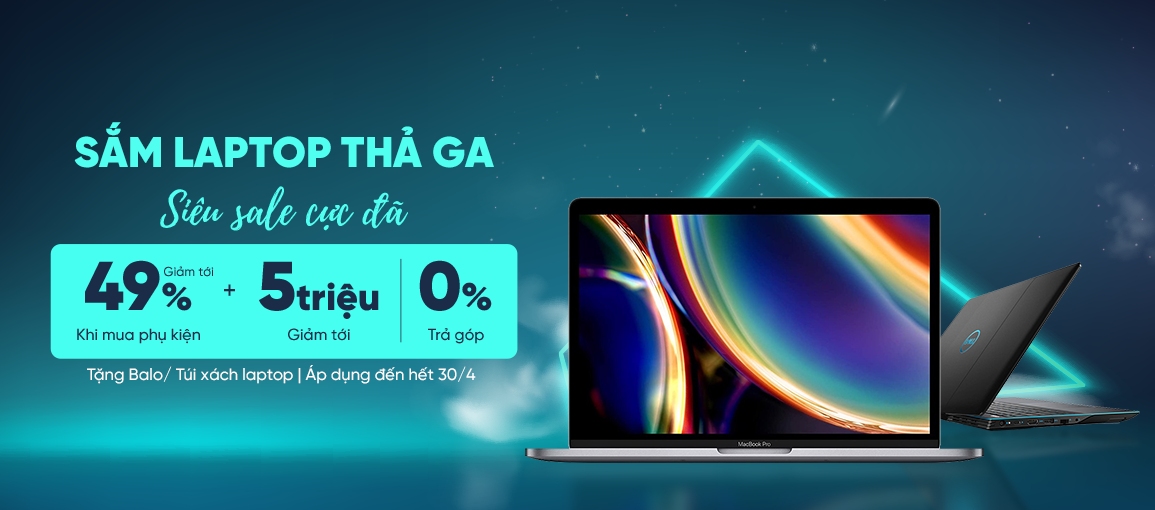 SẮM LAPTOP THẢ GA
Siêu sale cực đã
49% Giảm tới + 5triệu 0%
Khi mua phụ kiện Giảm tới Trả góp
Tặng Balo/ Túi xách laptop | Áp dụng đến hết 30/4
MacBook Pro
DELL